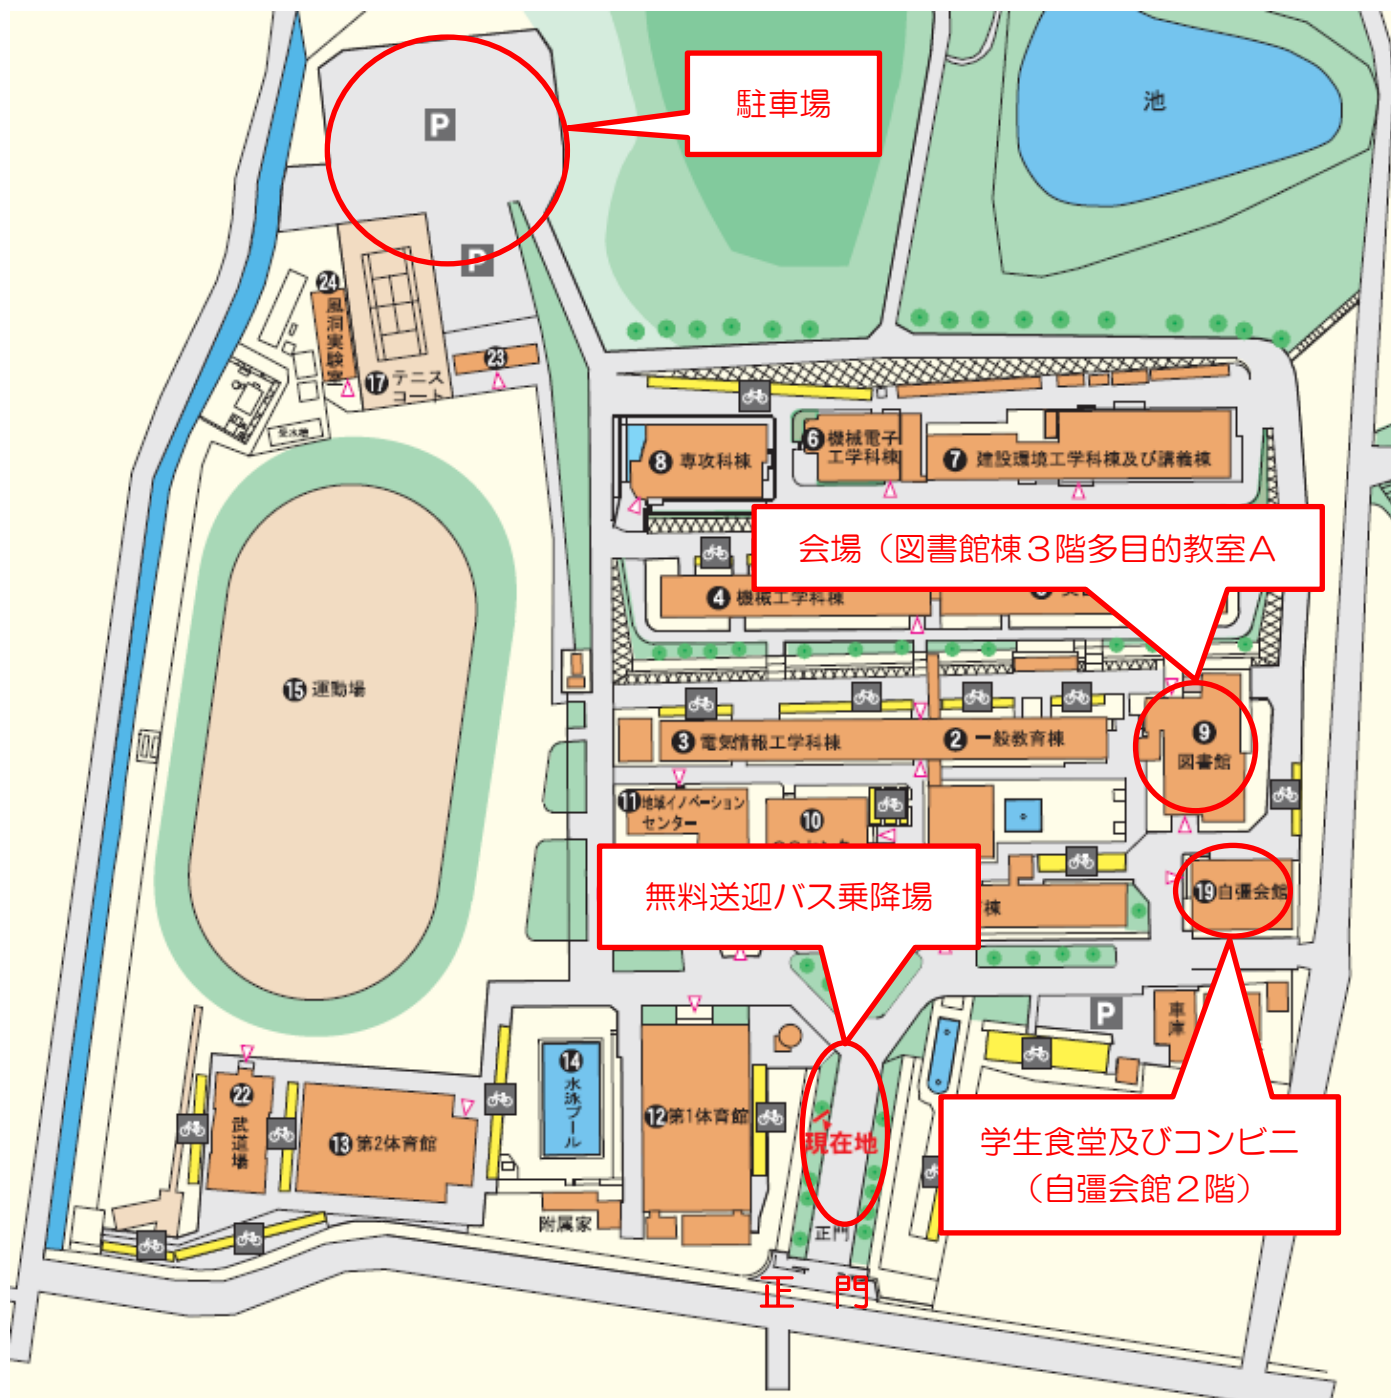 駐車場
池
P
P
24
風洞実験室
17 テニス
コート
23
受水槽
8 専攻科棟
6 機械電子
工学科棟
7 建設環境工学科棟及び講義棟
会場（図書館棟３階多目的教室Ａ
4 機械工学科棟
15 運動場
3 電気情報工学科棟
2 一般教育棟
9
図書館
11 地域イノベーション
センター
10
無料送迎バス乗降場
棟
19 自彊会館
P
車庫
22
武道場
13 第2体育館
14
水泳プール
12 第1体育館
現在地
学生食堂及びコンビニ
（自彊会館２階）
附属家
正門
正　門